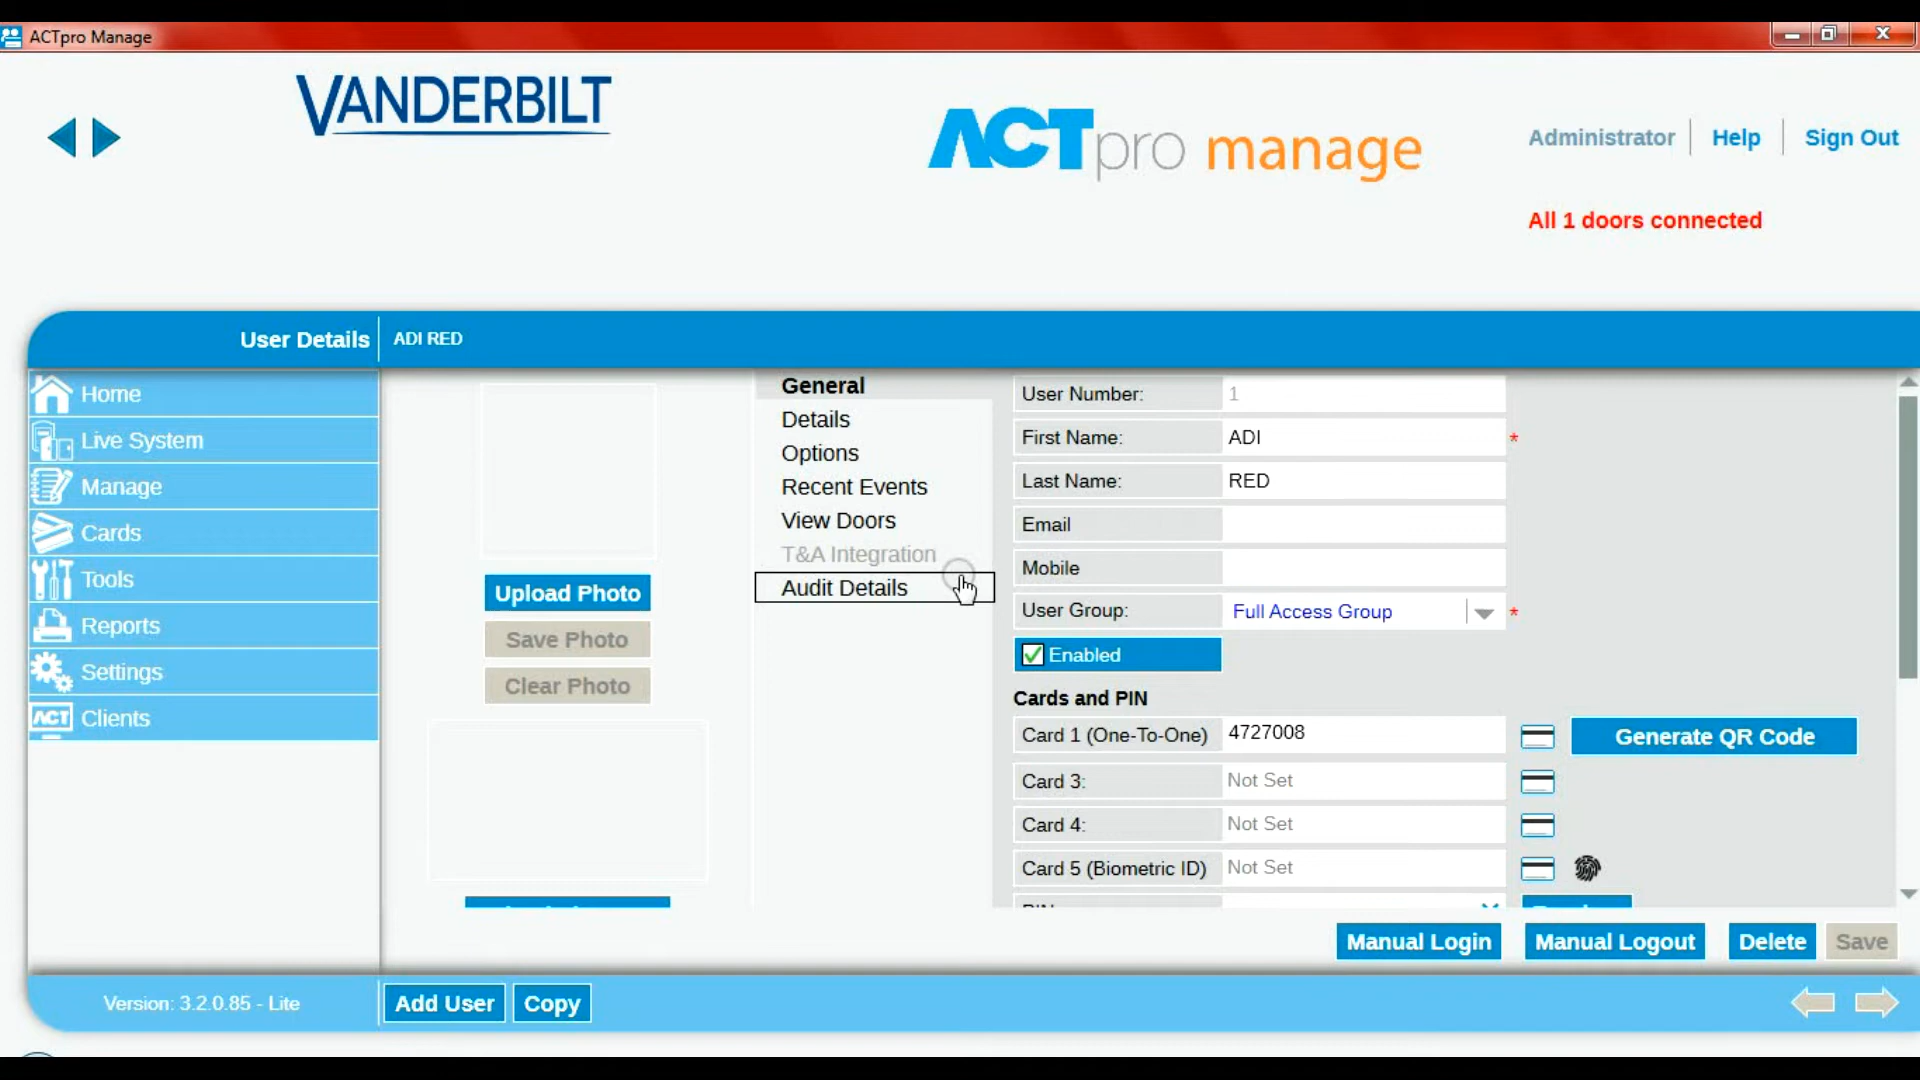 ACTpro Manage
VANDERBILT
ACTpro manage
Administrator
Help
Sign Out
All 1 doors connected
User Details
ADI RED
Home
Live System
Manage
Cards
Tools
Reports
Settings
ACT Clients
Upload Photo
Save Photo
Clear Photo
General
Details
Options
Recent Events
View Doors
T&A Integration
Audit Details
User Number: 1
First Name: ADI *
Last Name: RED
Email
Mobile
User Group: Full Access Group *
Enabled
Cards and PIN
Card 1 (One-To-One) 4727008
Generate QR Code
Card 3: Not Set
Card 4: Not Set
Card 5 (Biometric ID) Not Set
Manual Login
Manual Logout
Delete
Save
Version: 3.2.0.85 - Lite
Add User
Copy